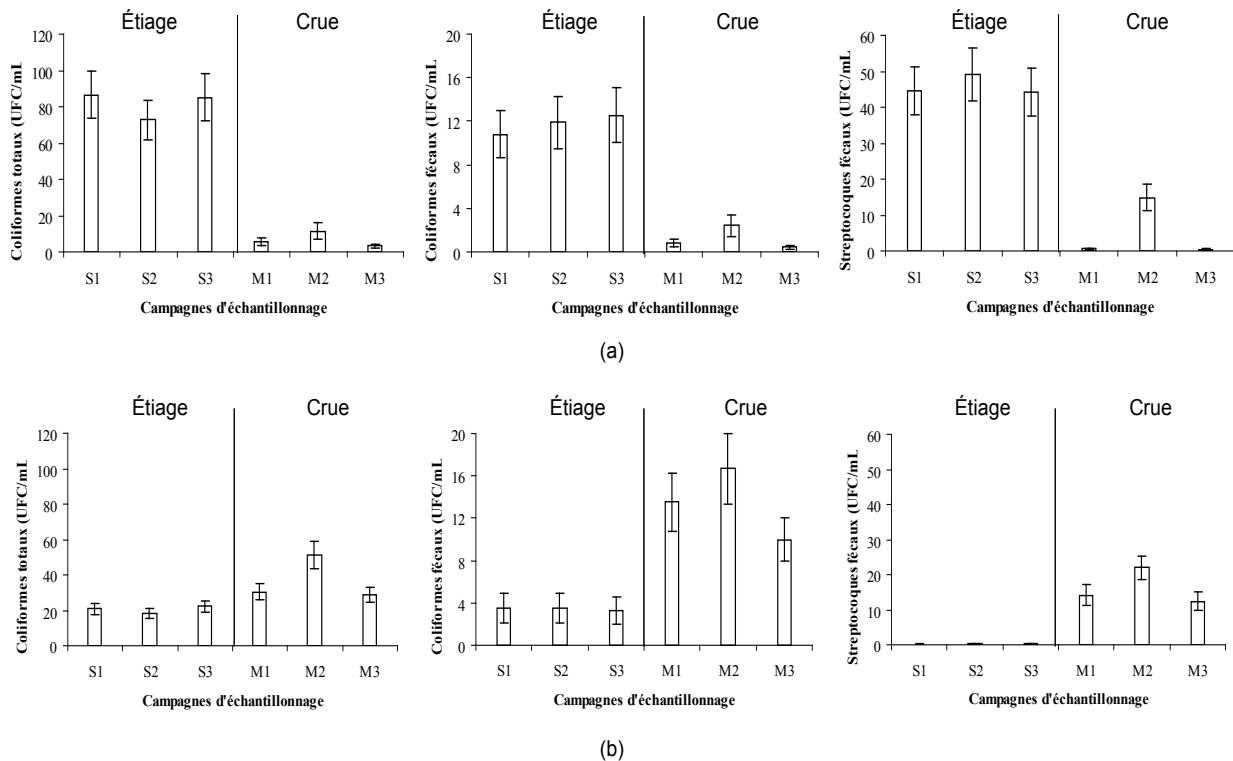 Étiage Crue
Coliformes totaux (UFC/mL
120
100
80
60
40
20
0
S1 S2 S3 M1 M2 M3
Campagnes d'échantillonnage
Coliformes fécaux (UFC/mL
20
16
12
8
4
0
S1 S2 S3 M1 M2 M3
Campagnes d'échantillonnage
Étiage Crue
Streptocoques fécaux (UFC/mL
60
50
40
30
20
10
0
S1 S2 S3 M1 M2 M3
Campagnes d'échantillonnage
(a)
Étiage Crue
Coliformes totaux (UFC/mL
120
100
80
60
40
20
0
S1 S2 S3 M1 M2 M3
Campagnes d'échantillonnage
Étiage Crue
Coliformes fécaux (UFC/mL
20
16
12
8
4
0
S1 S2 S3 M1 M2 M3
Campagnes d'échantillonnage
Étiage Crue
Streptocoques fécaux (UFC/mL
60
50
40
30
20
10
0
S1 S2 S3 M1 M2 M3
Campagnes d'échantillonnage
(b)